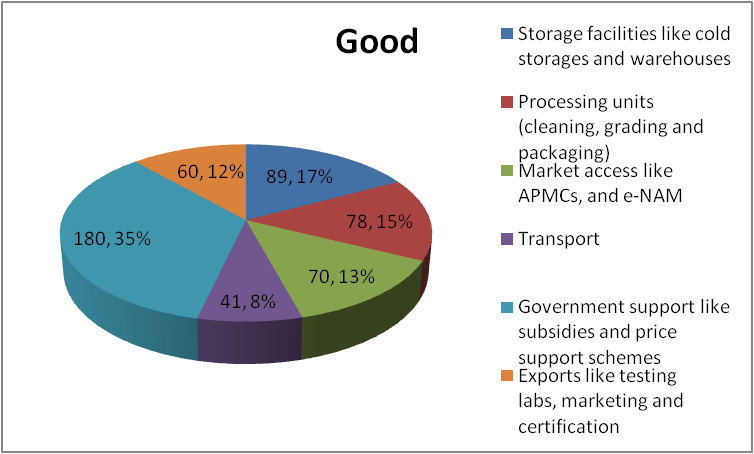 Good
60, 12%
89, 17%
78, 15%
180, 35%
70, 13%
41, 8%
Storage facilities like cold
storages and warehouses
Processing units
(cleaning, grading and
packaging)
Market access like
APMCs, and e-NAM
Transport
Government support like
subsidies and price
support schemes
Exports like testing
labs, marketing and
certification